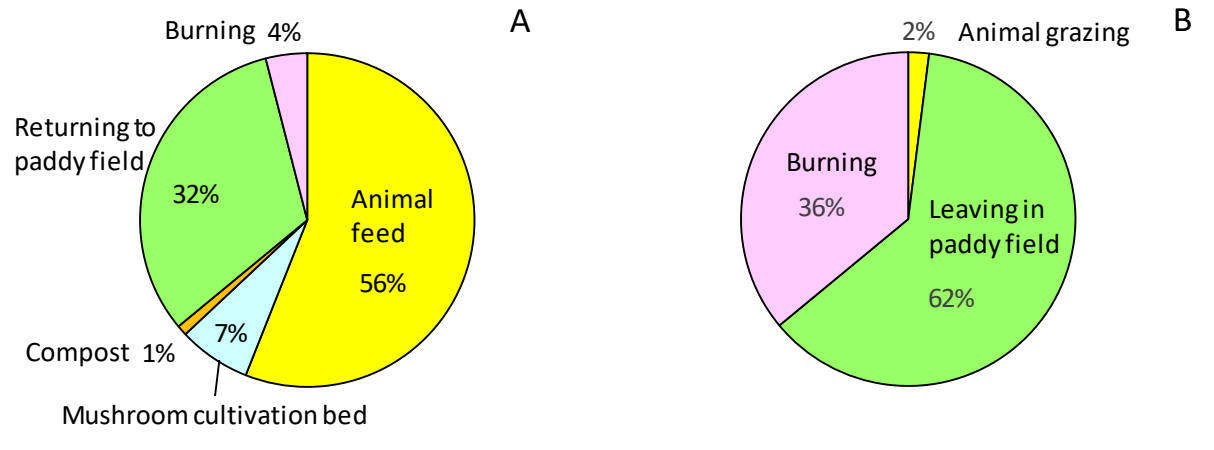 A
Burning 4%
Returning to
paddy field
32%
Animal
feed
56%
7%
Compost 1%
Mushroom cultivation bed
B
2% Animal grazing
Burning
36%
Leaving in
paddy field
62%